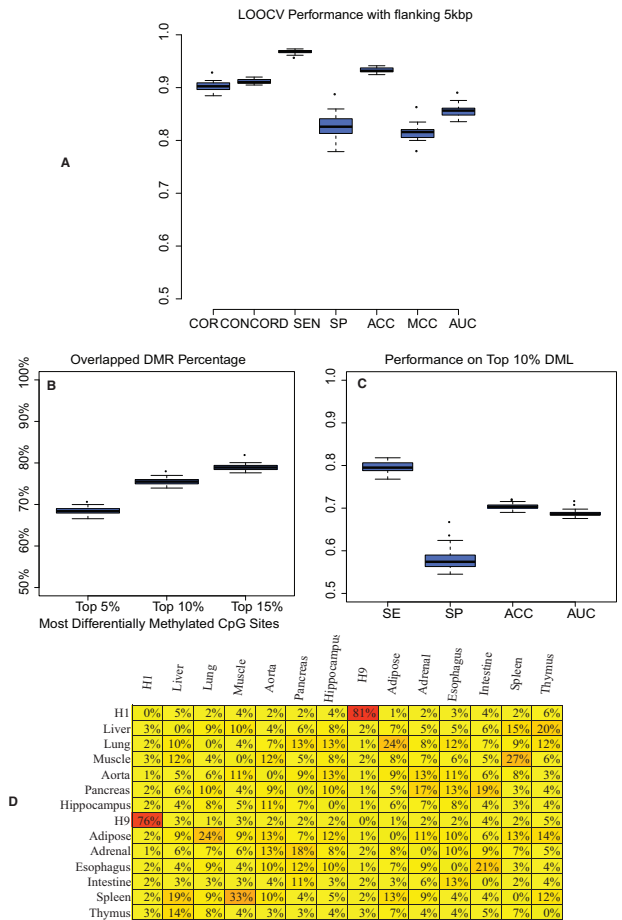 LOOCV Performance with flanking 5kbp
1.0
0.9
0.8
0.7
0.6
0.5
A
COR CONCORD SEN SP ACC MCC AUC
Overlapped DMR Percentage
B
100%
90%
80%
70%
60%
50%
Top 5% Top 10% Top 15%
Most Differentially Methylated CpG Sites
Performance on Top 10% DML
C
1.0
0.9
0.8
0.7
0.6
0.5
SE SP ACC AUC
D
H1 Liver Lung Muscle Aorta Pancreas Hippocampus H9 Adipose Adrenal Esophagus Intestine Spleen Thymus
H1 0% 5% 2% 4% 2% 2% 4% 81% 1% 2% 3% 4% 2% 6%
Liver 3% 0% 9% 10% 4% 6% 8% 2% 7% 5% 5% 6% 15% 20%
Lung 2% 10% 0% 4% 7% 13% 13% 1% 24% 8% 12% 7% 9% 12%
Muscle 3% 12% 4% 0% 12% 5% 8% 2% 8% 7% 6% 5% 27% 6%
Aorta 1% 5% 6% 11% 0% 9% 13% 1% 9% 13% 11% 6% 8% 3%
Pancreas 2% 6% 10% 4% 9% 0% 10% 1% 5% 17% 13% 19% 3% 4%
Hippocampus 2% 4% 8% 5% 11% 7% 0% 1% 6% 7% 8% 4% 3% 4%
H9 76% 3% 1% 3% 2% 2% 2% 0% 1% 2% 2% 4% 2% 5%
Adipose 2% 9% 24% 9% 13% 7% 12% 1% 0% 11% 10% 6% 13% 14%
Adrenal 1% 6% 7% 6% 13% 18% 8% 2% 8% 0% 10% 9% 7% 5%
Esophagus 2% 4% 9% 4% 10% 12% 10% 1% 7% 9% 0% 21% 3% 4%
Intestine 2% 3% 3% 3% 4% 11% 3% 2% 3% 6% 13% 0% 2% 4%
Spleen 2% 19% 9% 33% 10% 4% 5% 2% 13% 8% 4% 4% 0% 12%
Thymus 3% 14% 8% 4% 3% 3% 4% 3% 7% 4% 4% 5% 7% 0%